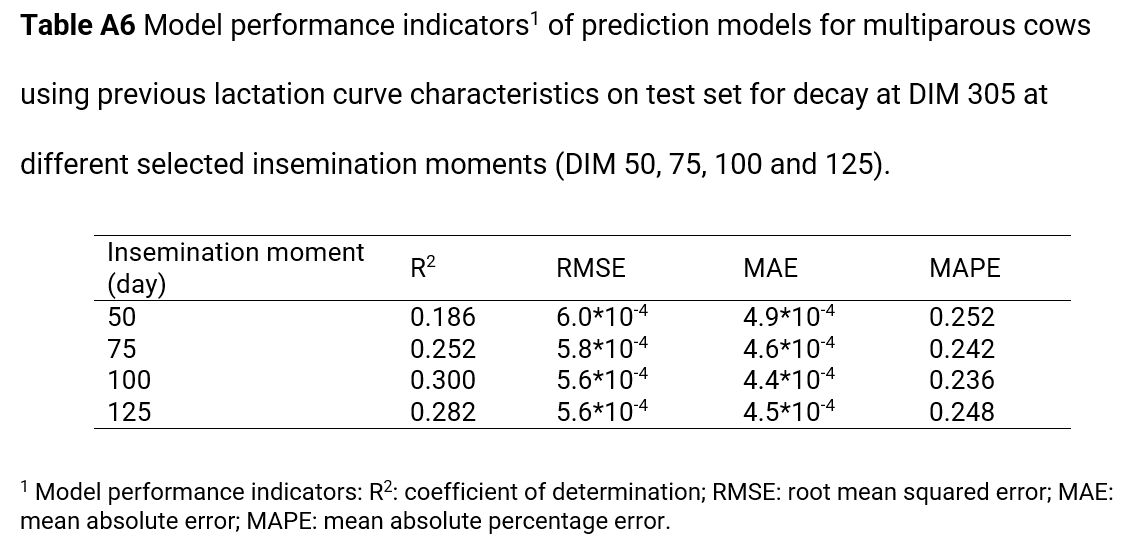 Table A6 Model performance indicators¹ of prediction models for multiparous cows
using previous lactation curve characteristics on test set for decay at DIM 305 at
different selected insemination moments (DIM 50, 75, 100 and 125).
Insemination moment (day) R² RMSE MAE MAPE
50 0.186 6.0*10⁻⁴ 4.9*10⁻⁴ 0.252
75 0.252 5.8*10⁻⁴ 4.6*10⁻⁴ 0.242
100 0.300 5.6*10⁻⁴ 4.4*10⁻⁴ 0.236
125 0.282 5.6*10⁻⁴ 4.5*10⁻⁴ 0.248
¹ Model performance indicators: R²: coefficient of determination; RMSE: root mean squared error; MAE:
mean absolute error; MAPE: mean absolute percentage error.